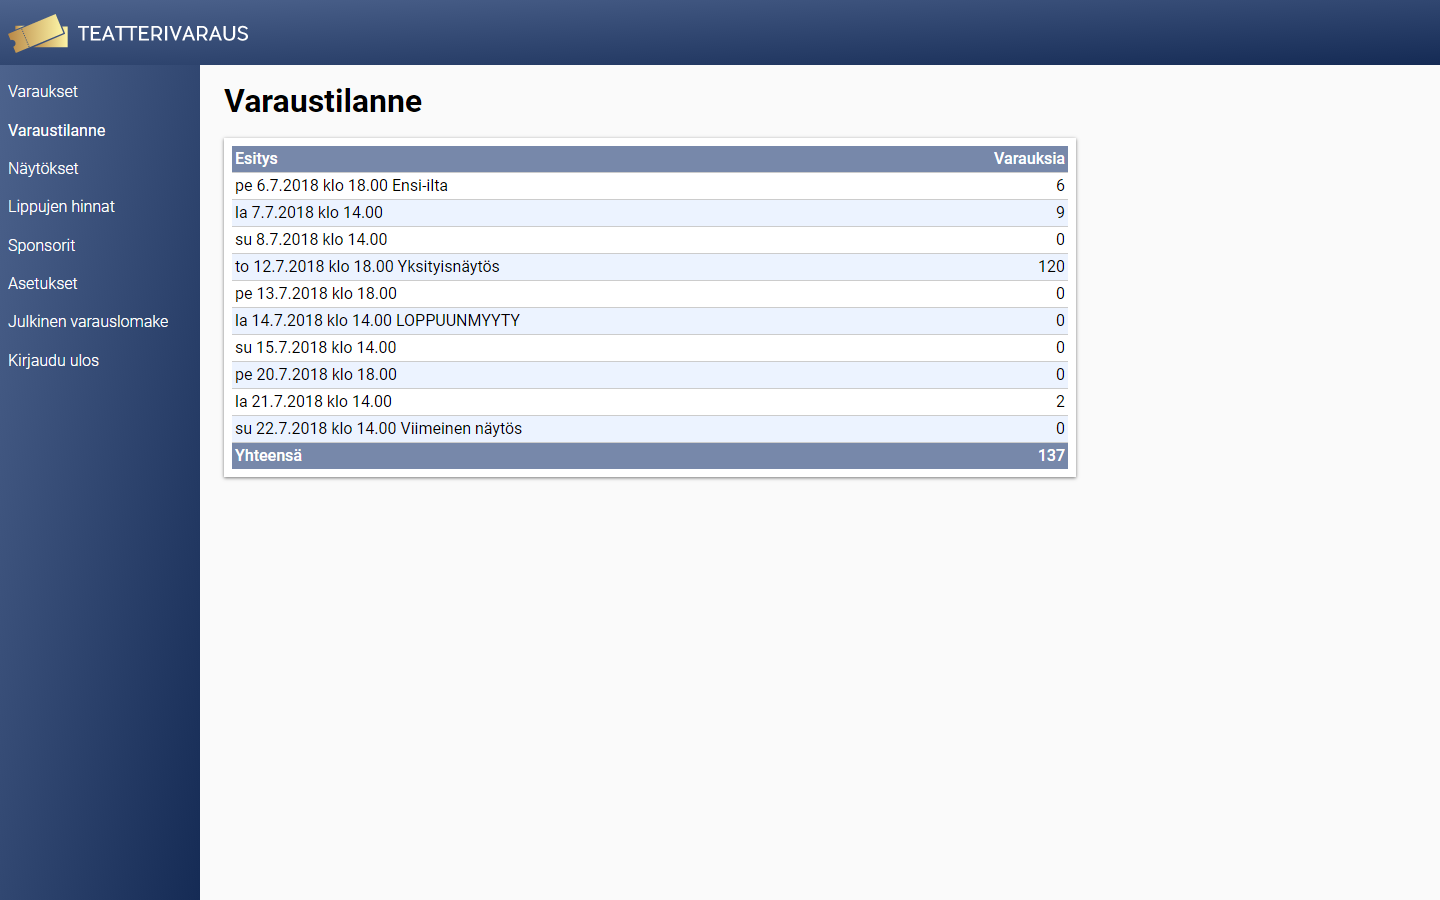 TEATTERIVARAUS
Varaukset
Varaustilanne
Näytökset
Lippujen hinnat
Sponsorit
Asetukset
Julkinen varauslomake
Kirjaudu ulos
Varaustilanne
Esitys Varauksia
pe 6.7.2018 klo 18.00 Ensi-ilta 6
la 7.7.2018 klo 14.00 9
su 8.7.2018 klo 14.00 0
to 12.7.2018 klo 18.00 Yksityisnäytös 120
pe 13.7.2018 klo 18.00 0
la 14.7.2018 klo 14.00 LOPPUUNMYYTY 0
su 15.7.2018 klo 14.00 0
pe 20.7.2018 klo 18.00 0
la 21.7.2018 klo 14.00 2
su 22.7.2018 klo 14.00 Viimeinen näytös 0
Yhteensä 137